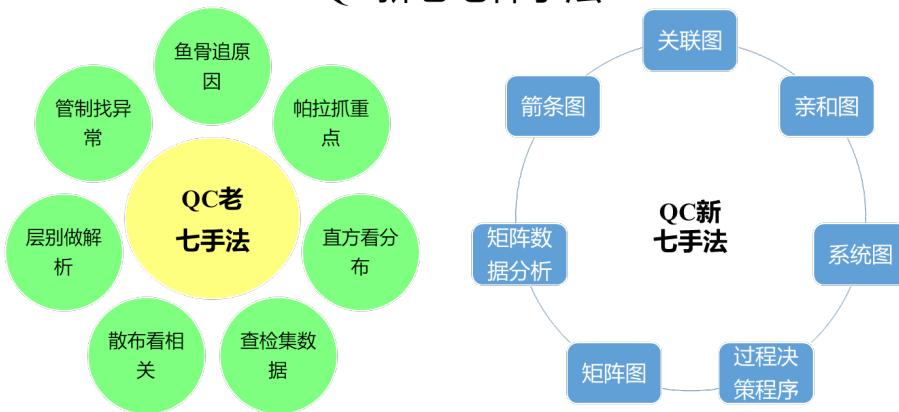 鱼骨追原
因
帕拉抓重
点
直方看分
布
查检集数
据
散布看相
关
层别做解
析
管制找异
常
QC老
七手法
关联图
亲和图
系统图
过程决
策程序
矩阵图
矩阵数
据分析
箭条图
QC新
七手法